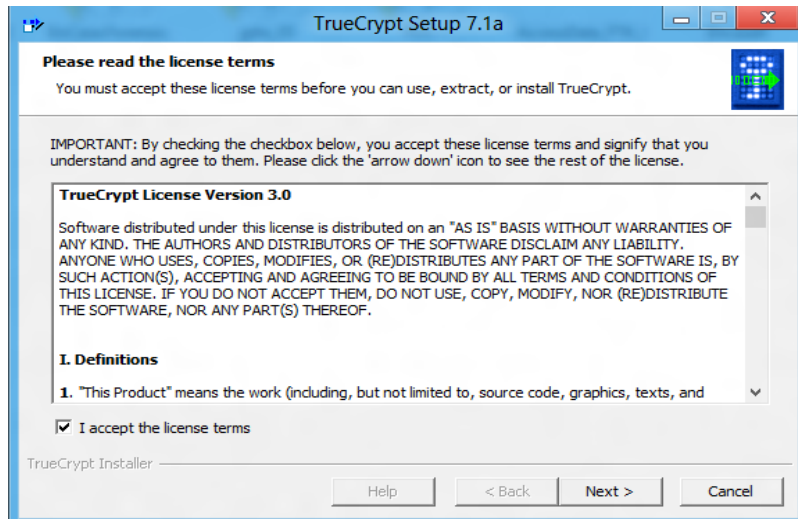 TrueCrypt Setup 7.1a
Please read the license terms
You must accept these license terms before you can use, extract, or install TrueCrypt.
IMPORTANT: By checking the checkbox below, you accept these license terms and signify that you
understand and agree to them. Please click the 'arrow down' icon to see the rest of the license.
TrueCrypt License Version 3.0
Software distributed under this license is distributed on an "AS IS" BASIS WITHOUT WARRANTIES OF
ANY KIND. THE AUTHORS AND DISTRIBUTORS OF THE SOFTWARE DISCLAIM ANY LIABILITY.
ANYONE WHO USES, COPIES, MODIFIES, OR (RE)DISTRIBUTES ANY PART OF THE SOFTWARE IS, BY
SUCH ACTION(S), ACCEPTING AND AGREEING TO BE BOUND BY ALL TERMS AND CONDITIONS OF
THIS LICENSE. IF YOU DO NOT ACCEPT THEM, DO NOT USE, COPY, MODIFY, NOR (RE)DISTRIBUTE
THE SOFTWARE, NOR ANY PART(S) THEREOF.
I. Definitions
1. "This Product" means the work (including, but not limited to, source code, graphics, texts, and
I accept the license terms
TrueCrypt Installer
Help < Back Next > Cancel